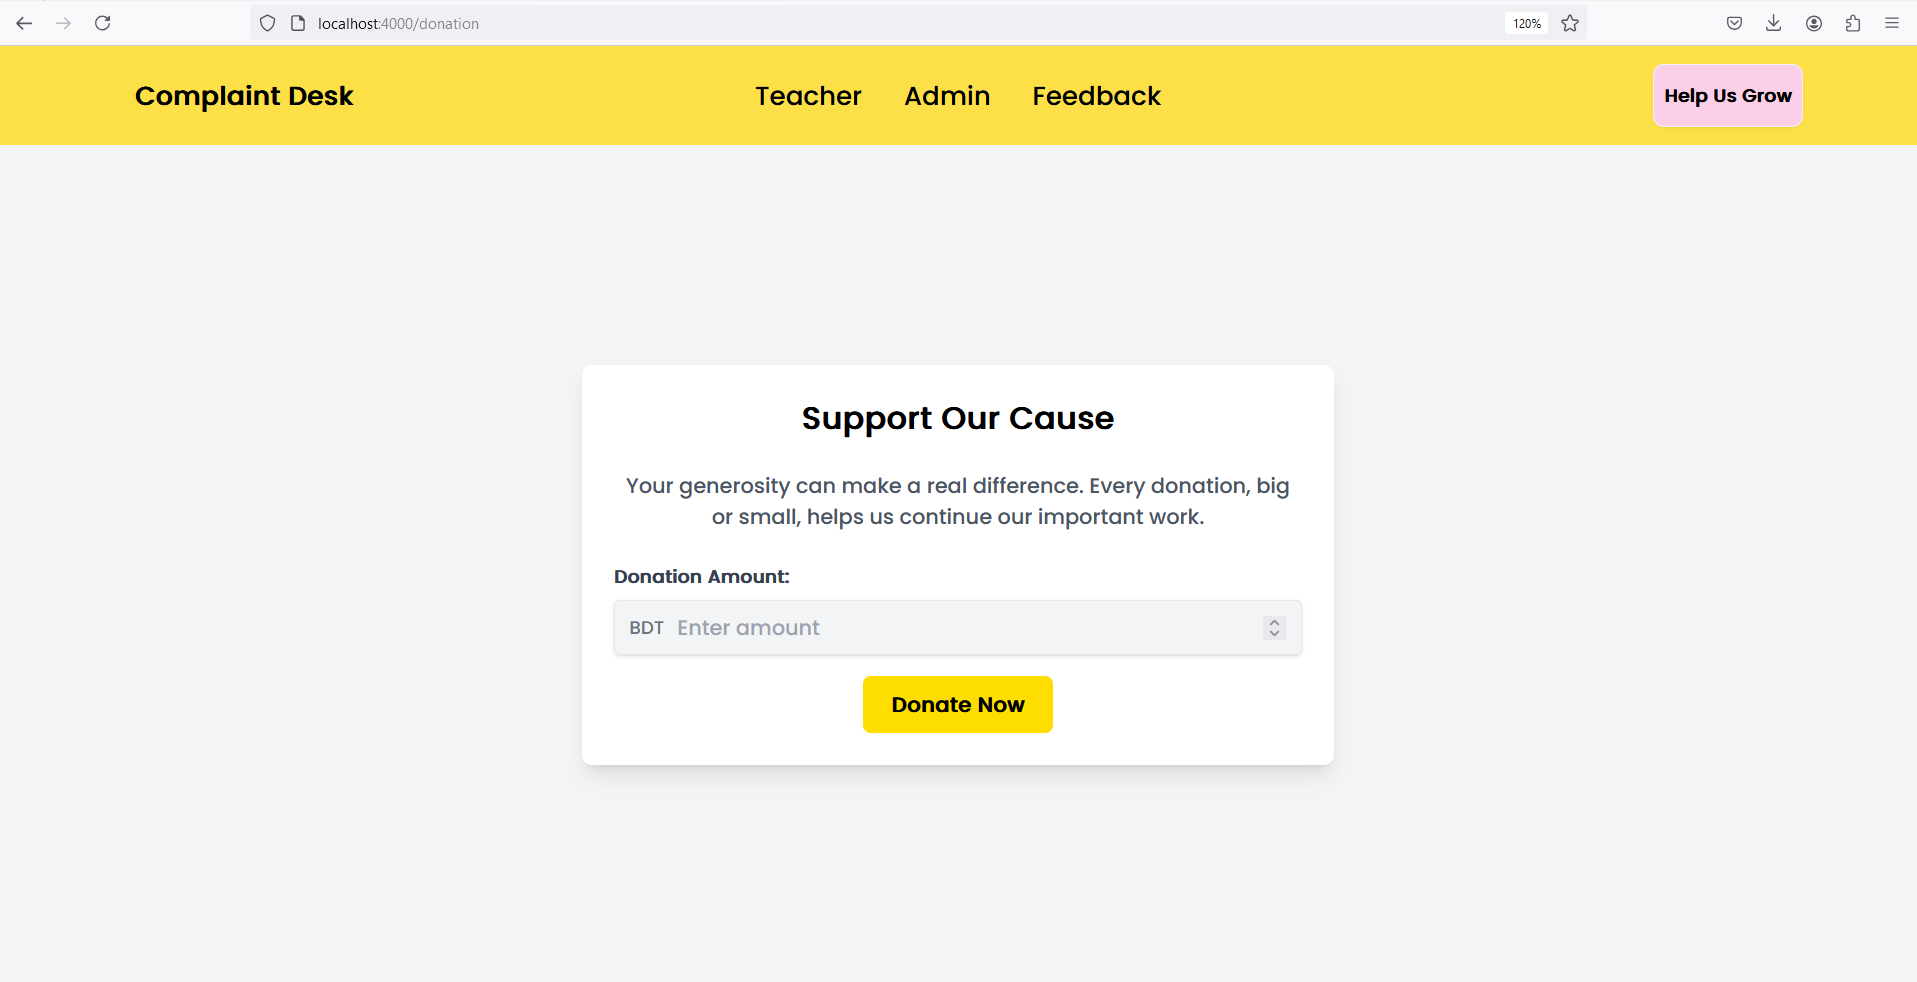 localhost:4000/donation
120%
Complaint Desk
Teacher
Admin
Feedback
Help Us Grow
Support Our Cause
Your generosity can make a real difference. Every donation, big
or small, helps us continue our important work.
Donation Amount:
BDT Enter amount
Donate Now